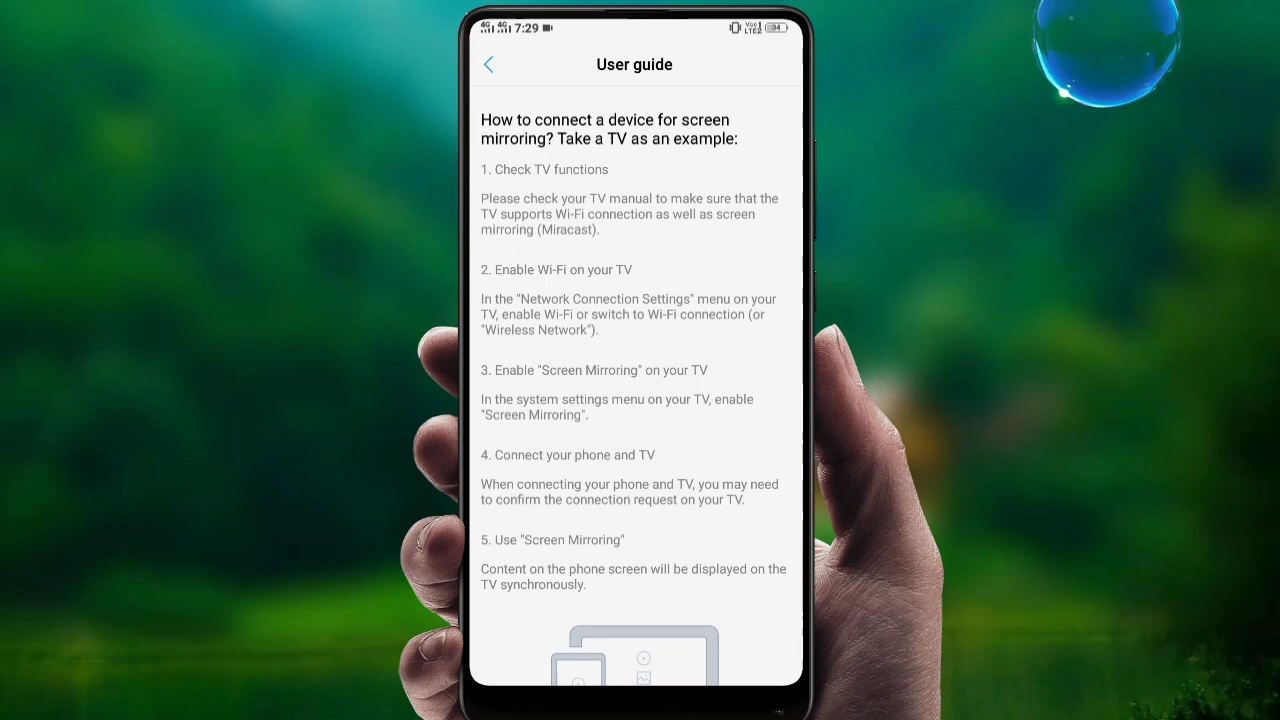 4G 4G 7:29 34
User guide
How to connect a device for screen
mirroring? Take a TV as an example:
1. Check TV functions
Please check your TV manual to make sure that the
TV supports Wi-Fi connection as well as screen
mirroring (Miracast).
2. Enable Wi-Fi on your TV
In the "Network Connection Settings" menu on your
TV, enable Wi-Fi or switch to Wi-Fi connection (or
"Wireless Network").
3. Enable "Screen Mirroring" on your TV
In the system settings menu on your TV, enable
"Screen Mirroring".
4. Connect your phone and TV
When connecting your phone and TV, you may need
to confirm the connection request on your TV.
5. Use "Screen Mirroring"
Content on the phone screen will be displayed on the
TV synchronously.